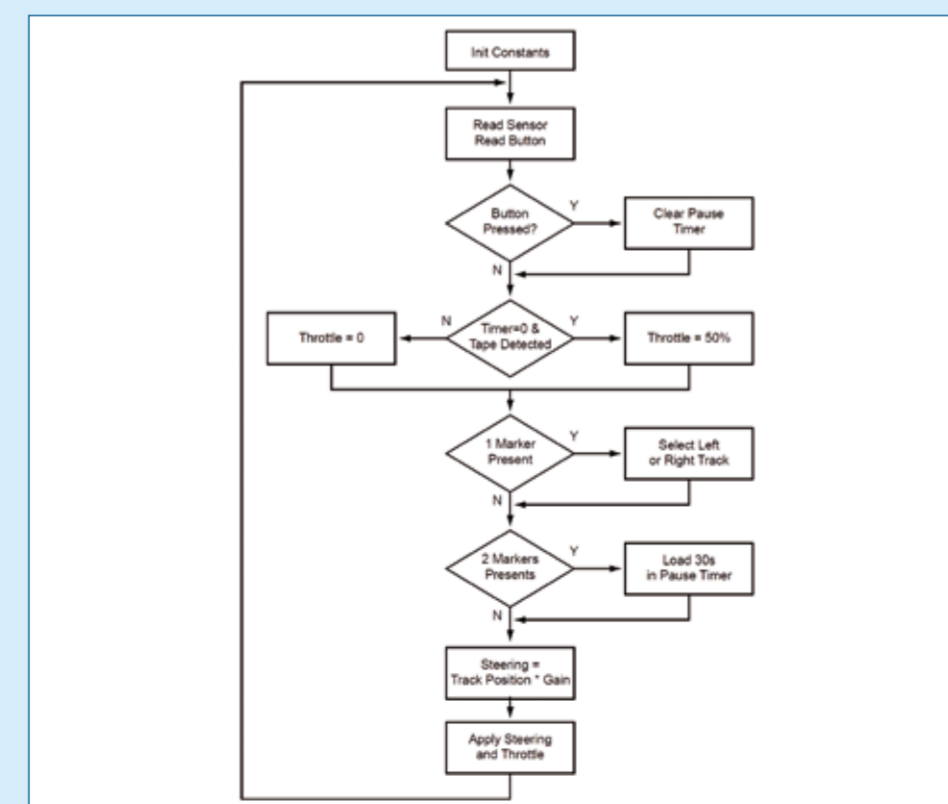 Init Constants
Read Sensor
Read Button
Button
Pressed?
Y
Clear Pause
Timer
N
Timer=0 &
Tape Detected
N
Y
Throttle = 0
Throttle = 50%
1 Marker
Present
Y
Select Left
or Right Track
N
2 Markers
Presents
Y
Load 30s
in Pause Timer
N
Steering =
Track Position * Gain
Apply Steering
and Throttle